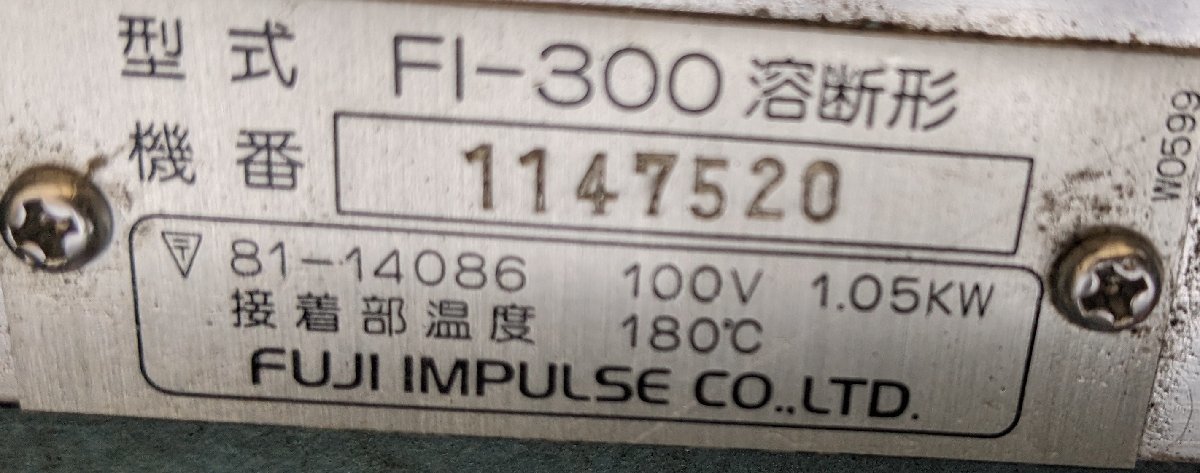 型式 FI-300 溶断形
機番 1147520
〒 81-14086 100V 1.05KW
接着部温度 180℃
FUJI IMPULSE CO.,LTD.
W0599